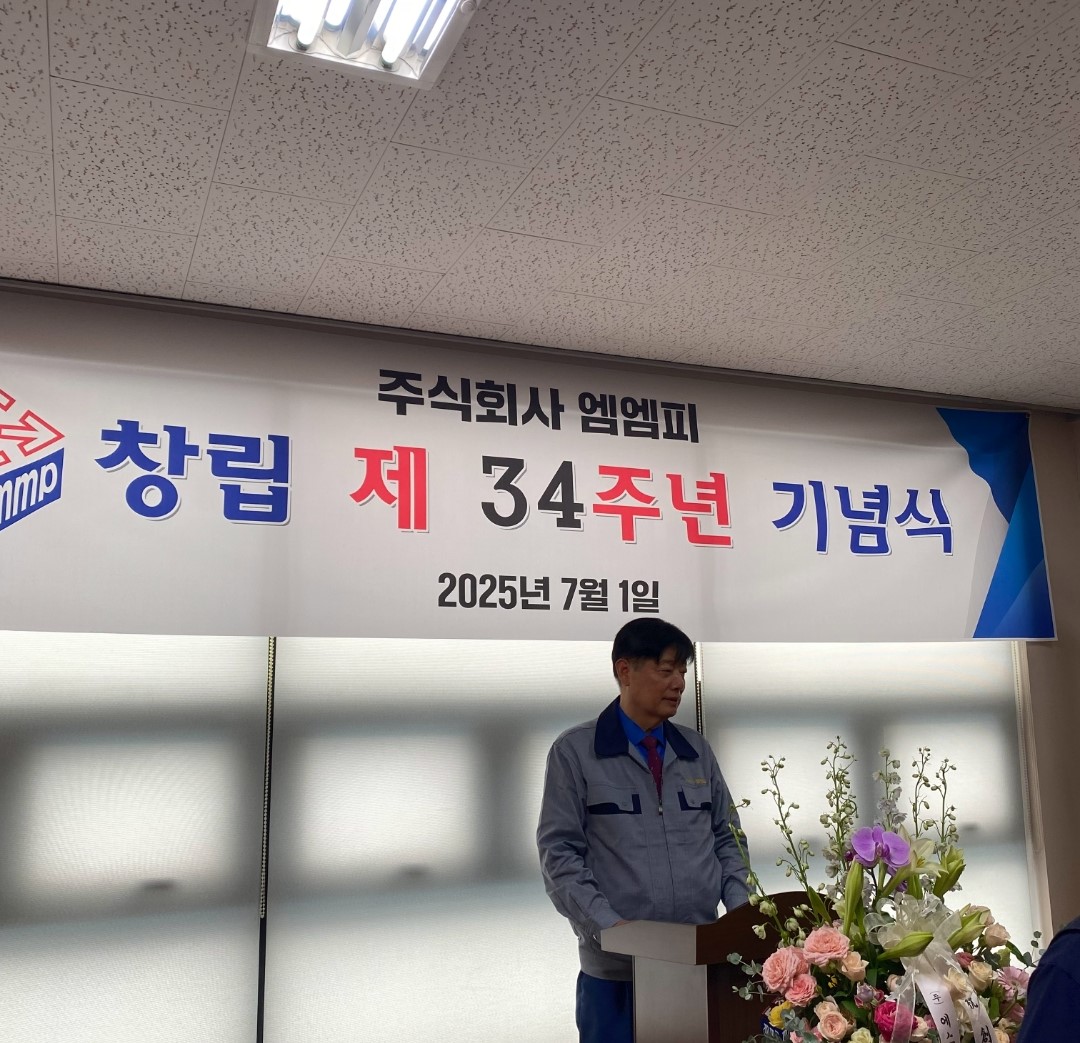 주식회사 엠엠피
mmp
창립 제 34주년 기념식
2025년 7월 1일